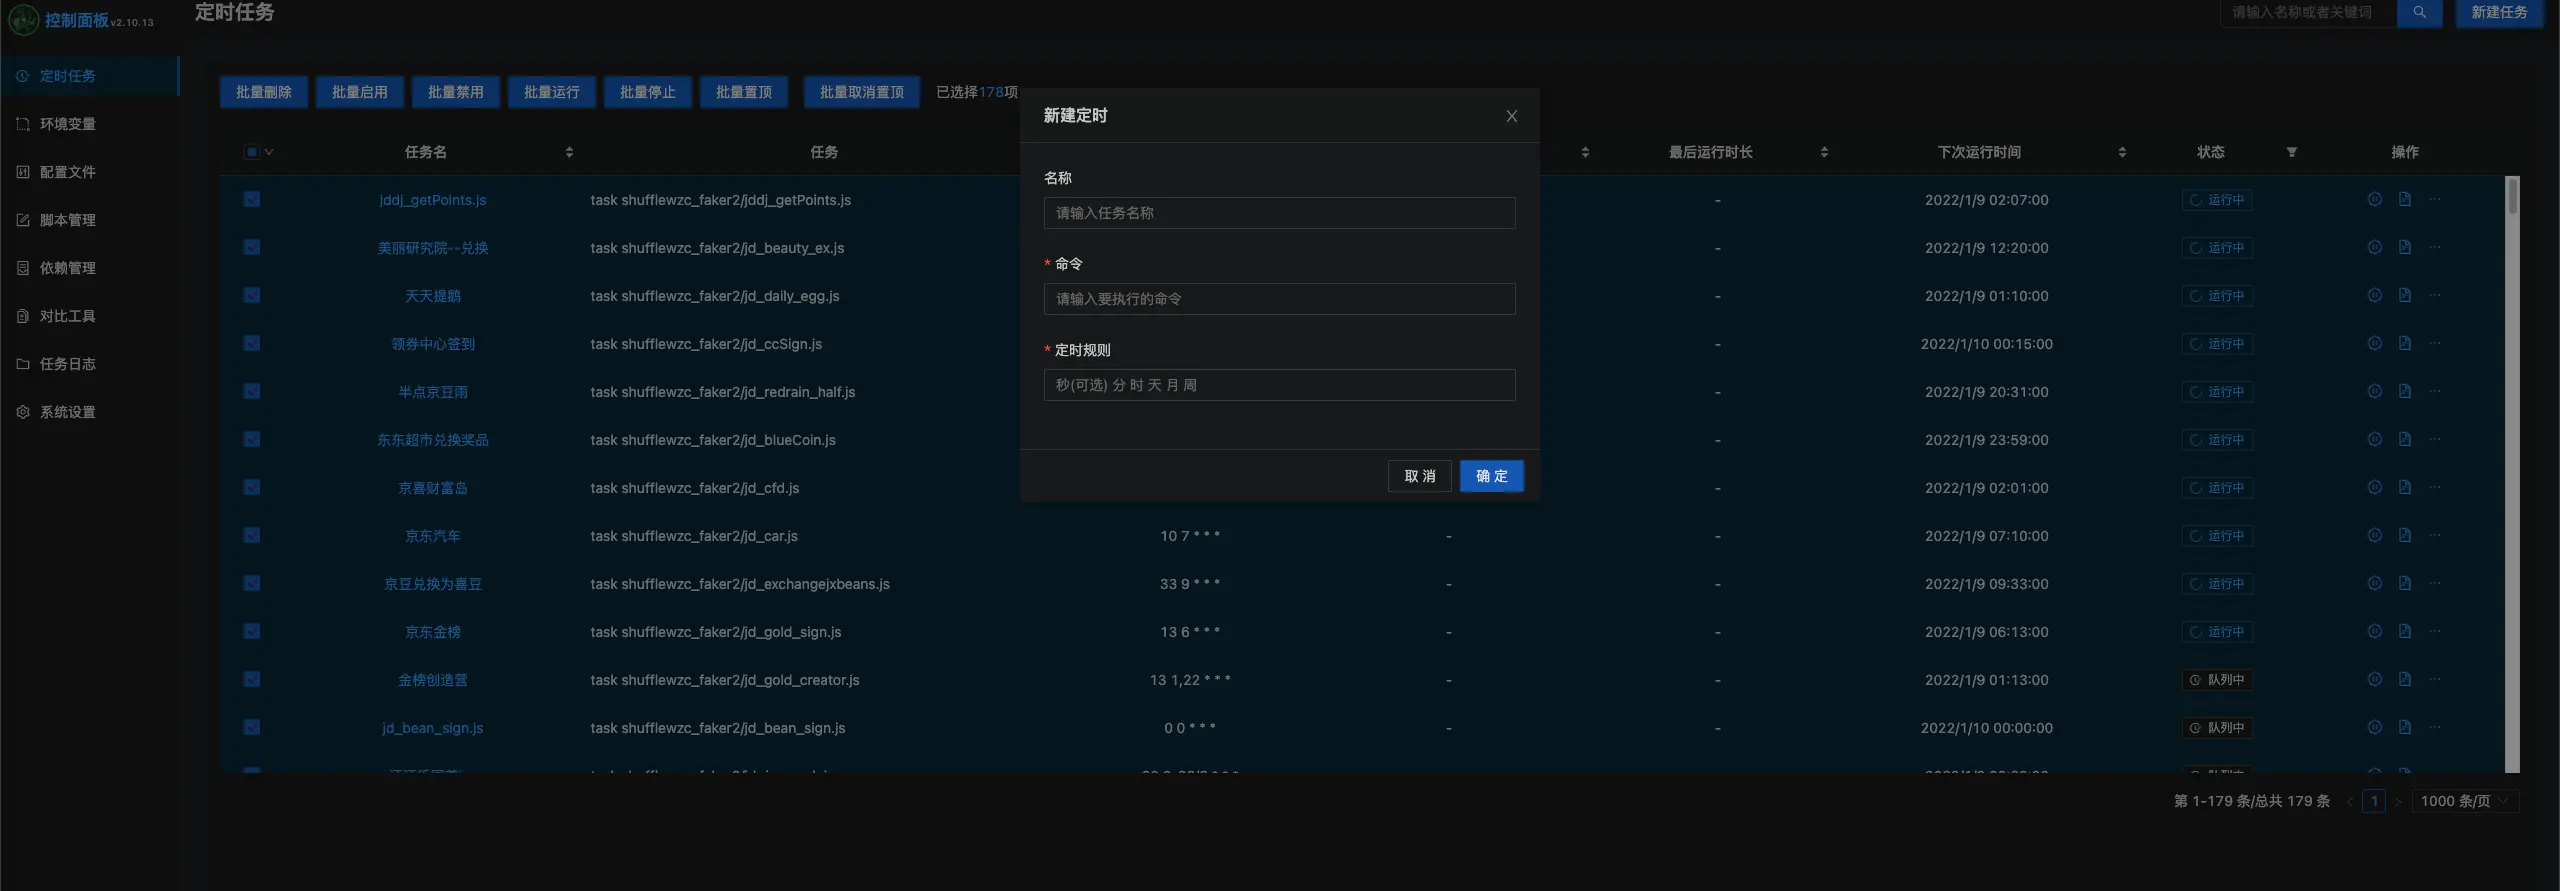 控制面板v2.10.13
定时任务
请输入名称或者关键词
新建任务
定时任务
环境变量
配置文件
脚本管理
依赖管理
对比工具
任务日志
系统设置
批量删除 批量启用 批量禁用 批量运行 批量停止 批量置顶 批量取消置顶 已选择178项
任务名 任务 最后运行时长 下次运行时间 状态 操作
jddj_getPoints.js task shufflewzc_faker2/jddj_getPoints.js - 2022/1/9 02:07:00 运行中
美丽研究院--兑换 task shufflewzc_faker2/jd_beauty_ex.js - 2022/1/9 12:20:00 运行中
天天提鹅 task shufflewzc_faker2/jd_daily_egg.js - 2022/1/9 01:10:00 运行中
领券中心签到 task shufflewzc_faker2/jd_ccSign.js - 2022/1/10 00:15:00 运行中
半点京豆雨 task shufflewzc_faker2/jd_redrain_half.js - 2022/1/9 20:31:00 运行中
东东超市兑换奖品 task shufflewzc_faker2/jd_blueCoin.js - 2022/1/9 23:59:00 运行中
京喜财富岛 task shufflewzc_faker2/jd_cfd.js - 2022/1/9 02:01:00 运行中
京东汽车 task shufflewzc_faker2/jd_car.js 10 7 * * * - - 2022/1/9 07:10:00 运行中
京豆兑换为喜豆 task shufflewzc_faker2/jd_exchangejxbeans.js 33 9 * * * - - 2022/1/9 09:33:00 运行中
京东金榜 task shufflewzc_faker2/jd_gold_sign.js 13 6 * * * - - 2022/1/9 06:13:00 运行中
金榜创造营 task shufflewzc_faker2/jd_gold_creator.js 13 1,22 * * * - - 2022/1/9 01:13:00 队列中
jd_bean_sign.js task shufflewzc_faker2/jd_bean_sign.js 0 0 * * * - - 2022/1/10 00:00:00 队列中
新建定时
名称
请输入任务名称
* 命令
请输入要执行的命令
* 定时规则
秒(可选) 分 时 天 月 周
取 消 确 定
第 1-179 条/总共 179 条 < 1 > 1000 条/页